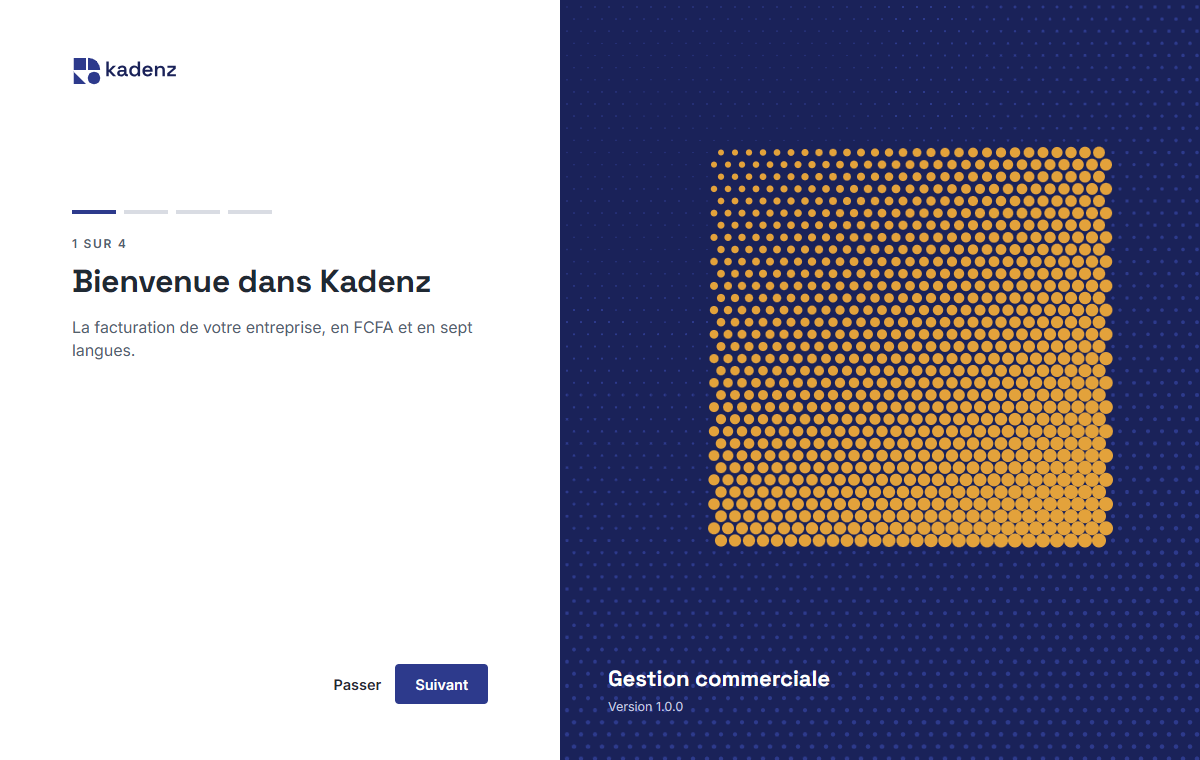 kadenz
1 SUR 4
Bienvenue dans Kadenz
La facturation de votre entreprise, en FCFA et en sept
langues.
Passer
Suivant
Gestion commerciale
Version 1.0.0